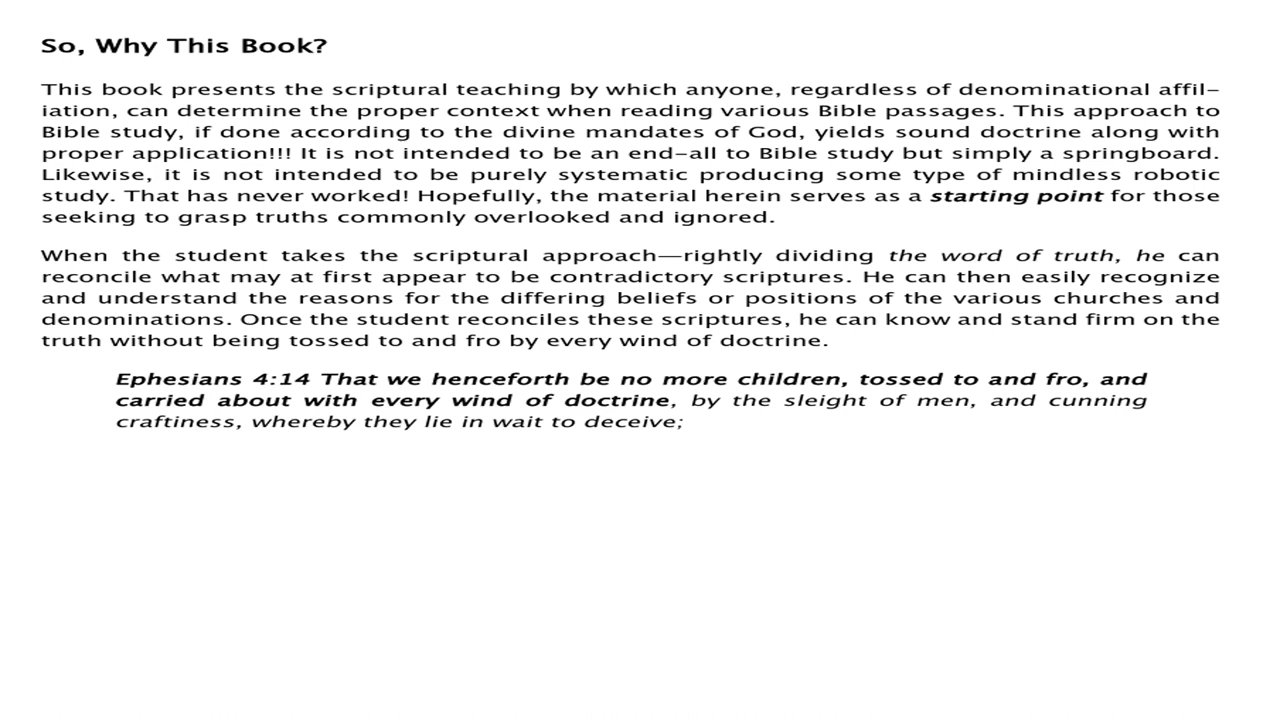 So, Why This Book?
This book presents the scriptural teaching by which anyone, regardless of denominational affil-
iation, can determine the proper context when reading various Bible passages. This approach to
Bible study, if done according to the divine mandates of God, yields sound doctrine along with
proper application!!! It is not intended to be an end-all to Bible study but simply a springboard.
Likewise, it is not intended to be purely systematic producing some type of mindless robotic
study. That has never worked! Hopefully, the material herein serves as a starting point for those
seeking to grasp truths commonly overlooked and ignored.
When the student takes the scriptural approach—rightly dividing the word of truth, he can
reconcile what may at first appear to be contradictory scriptures. He can then easily recognize
and understand the reasons for the differing beliefs or positions of the various churches and
denominations. Once the student reconciles these scriptures, he can know and stand firm on the
truth without being tossed to and fro by every wind of doctrine.
Ephesians 4:14 That we henceforth be no more children, tossed to and fro, and
carried about with every wind of doctrine, by the sleight of men, and cunning
craftiness, whereby they lie in wait to deceive;